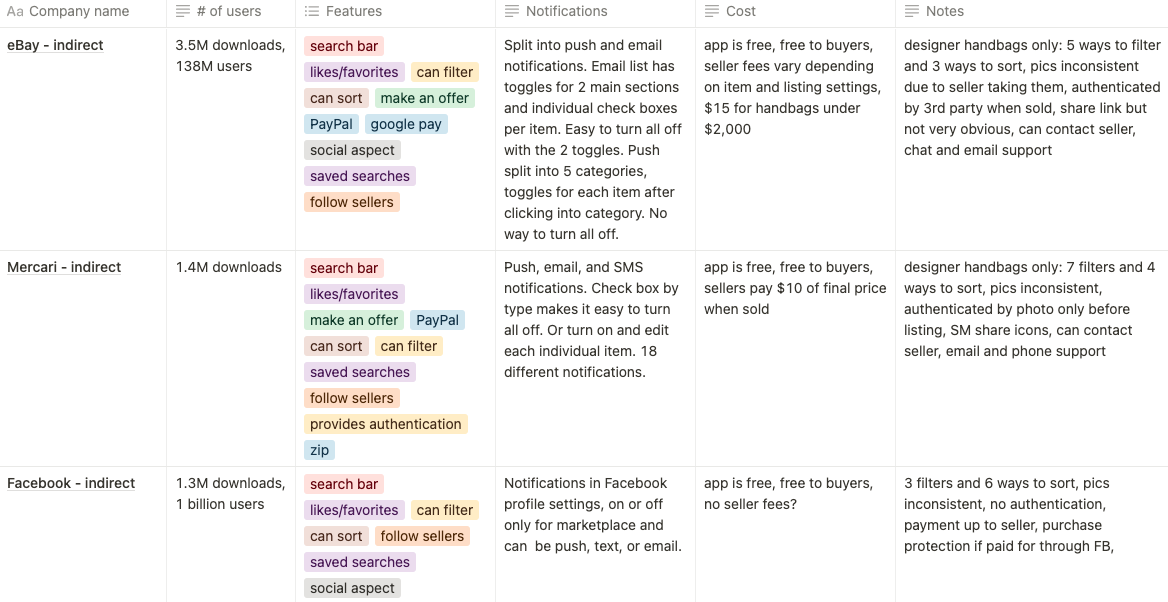 Aa Company name
# of users
Features
Notifications
Cost
Notes
eBay - indirect
3.5M downloads,
138M users
search bar
likes/favorites can filter
can sort make an offer
PayPal google pay
social aspect
saved searches
follow sellers
Split into push and email
notifications. Email list has
toggles for 2 main sections
and individual check boxes
per item. Easy to turn all off
with the 2 toggles. Push
split into 5 categories,
toggles for each item after
clicking into category. No
way to turn all off.
app is free, free to buyers,
seller fees vary depending
on item and listing settings,
$15 for handbags under
$2,000
designer handbags only: 5 ways to filter
and 3 ways to sort, pics inconsistent
due to seller taking them, authenticated
by 3rd party when sold, share link but
not very obvious, can contact seller,
chat and email support
Mercari - indirect
1.4M downloads
search bar
likes/favorites
make an offer PayPal
can sort can filter
saved searches
follow sellers
provides authentication
zip
Push, email, and SMS
notifications. Check box by
type makes it easy to turn
all off. Or turn on and edit
each individual item. 18
different notifications.
app is free, free to buyers,
sellers pay $10 of final price
when sold
designer handbags only: 7 filters and 4
ways to sort, pics inconsistent,
authenticated by photo only before
listing, SM share icons, can contact
seller, email and phone support
Facebook - indirect
1.3M downloads,
1 billion users
search bar
likes/favorites can filter
can sort follow sellers
saved searches
social aspect
Notifications in Facebook
profile settings, on or off
only for marketplace and
can  be push, text, or email.
app is free, free to buyers,
no seller fees?
3 filters and 6 ways to sort, pics
inconsistent, no authentication,
payment up to seller, purchase
protection if paid for through FB,